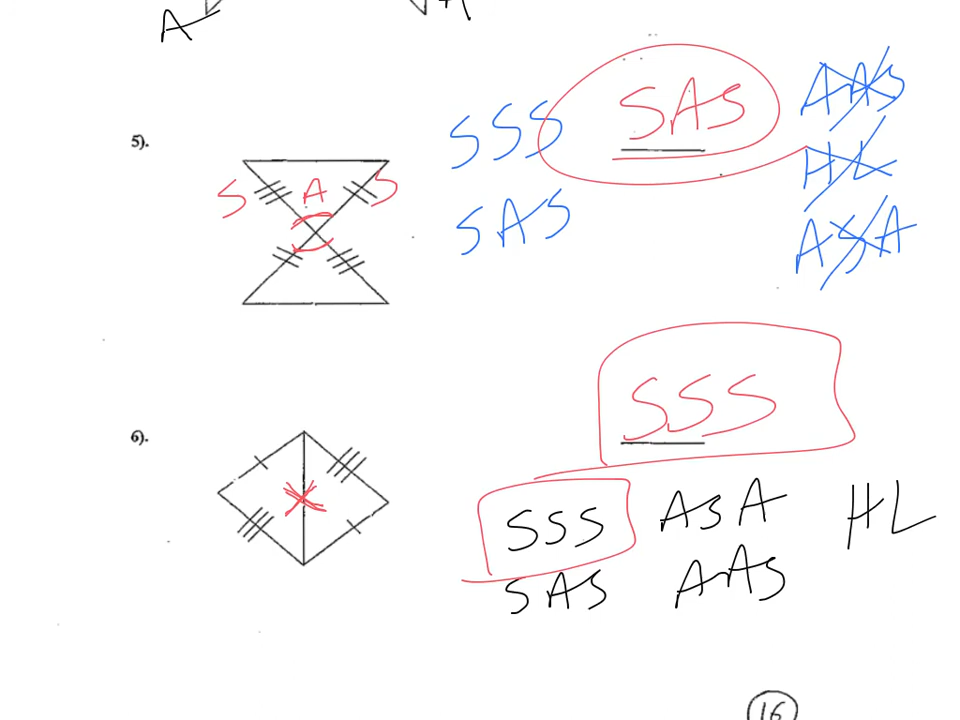 A A
5). SSS SAS AAS
S A S HL
SAS ASA
6). SSS
SSS ASA HL
SAS AAS
16